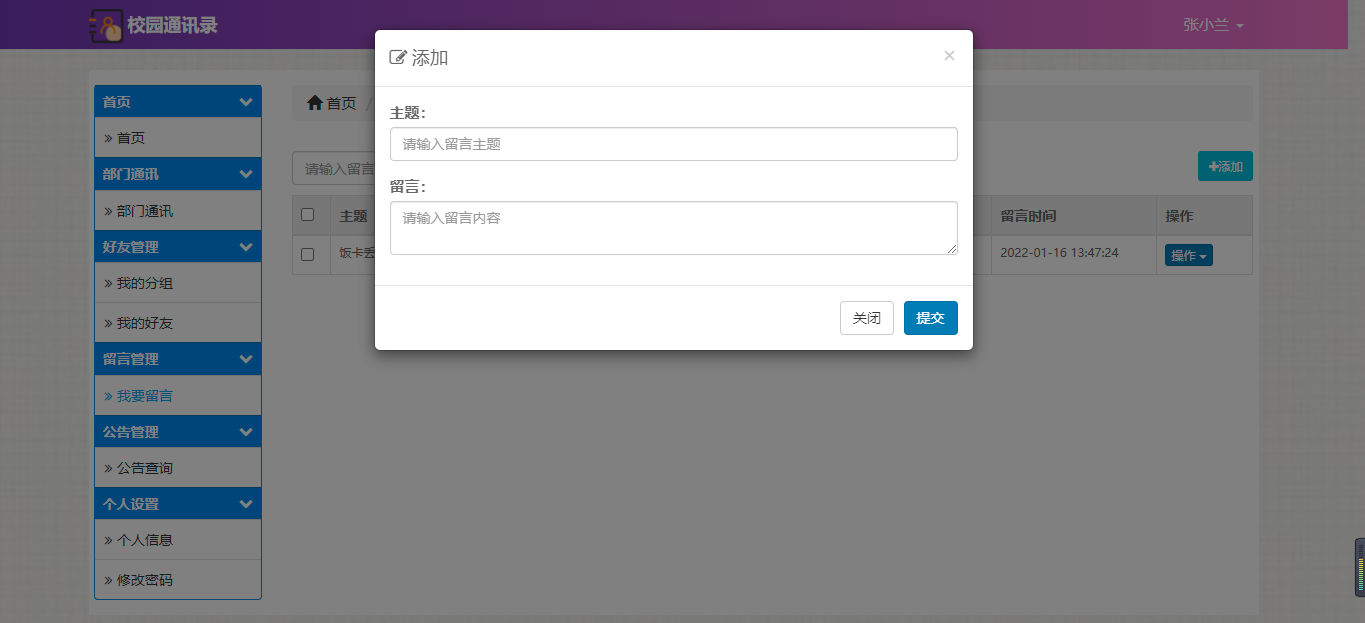 校园通讯录
张小兰
添加
×
首页
首页 /
主题：
» 首页
请输入留言主题
请输入留言
添加
部门通讯
留言：
» 部门通讯
请输入留言内容
主题
留言时间
操作
好友管理
饭卡丢
2022-01-16 13:47:24
操作
» 我的分组
» 我的好友
关闭
提交
留言管理
» 我要留言
公告管理
» 公告查询
个人设置
» 个人信息
» 修改密码